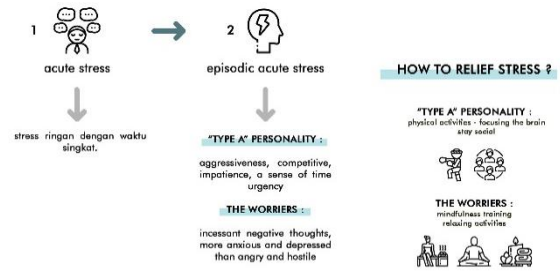 1
acute stress
stress ringan dengan waktu
singkat.
2
episodic acute stress
"TYPE A" PERSONALITY :
aggressiveness, competitive,
impatience, a sense of time
urgency
THE WORRIERS :
incessant negative thoughts,
more anxious and depressed
than angry and hostile
HOW TO RELIEF STRESS ?
"TYPE A" PERSONALITY :
physical activities - focusing the brain
stay social
THE WORRIERS :
mindfulness training
relaxing activities